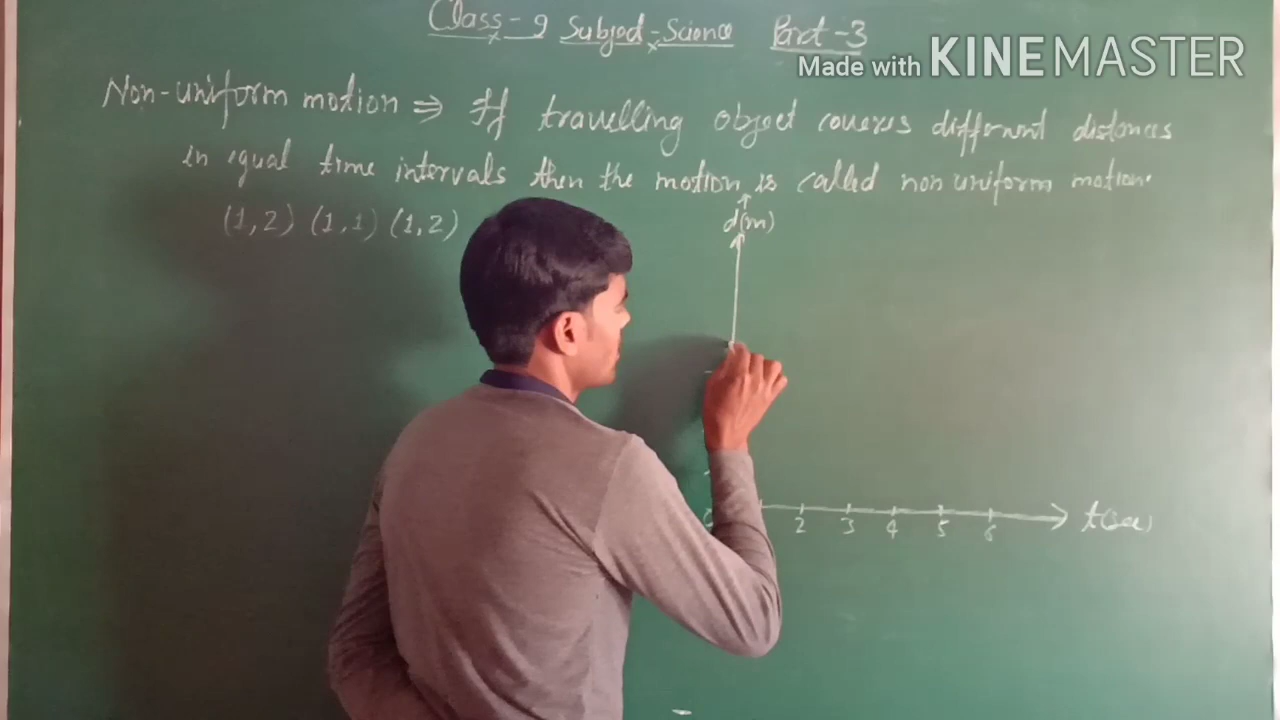 Class-9 Subject-Science Part-3
Made with KINEMASTER
Non-uniform motion ⇒ If travelling object coveres different distances
in equal time intervals then the motion is called non uniform motion.
(1,2) (1,1) (1,2)
d(m)
2 3 4 5 6 t(sec)